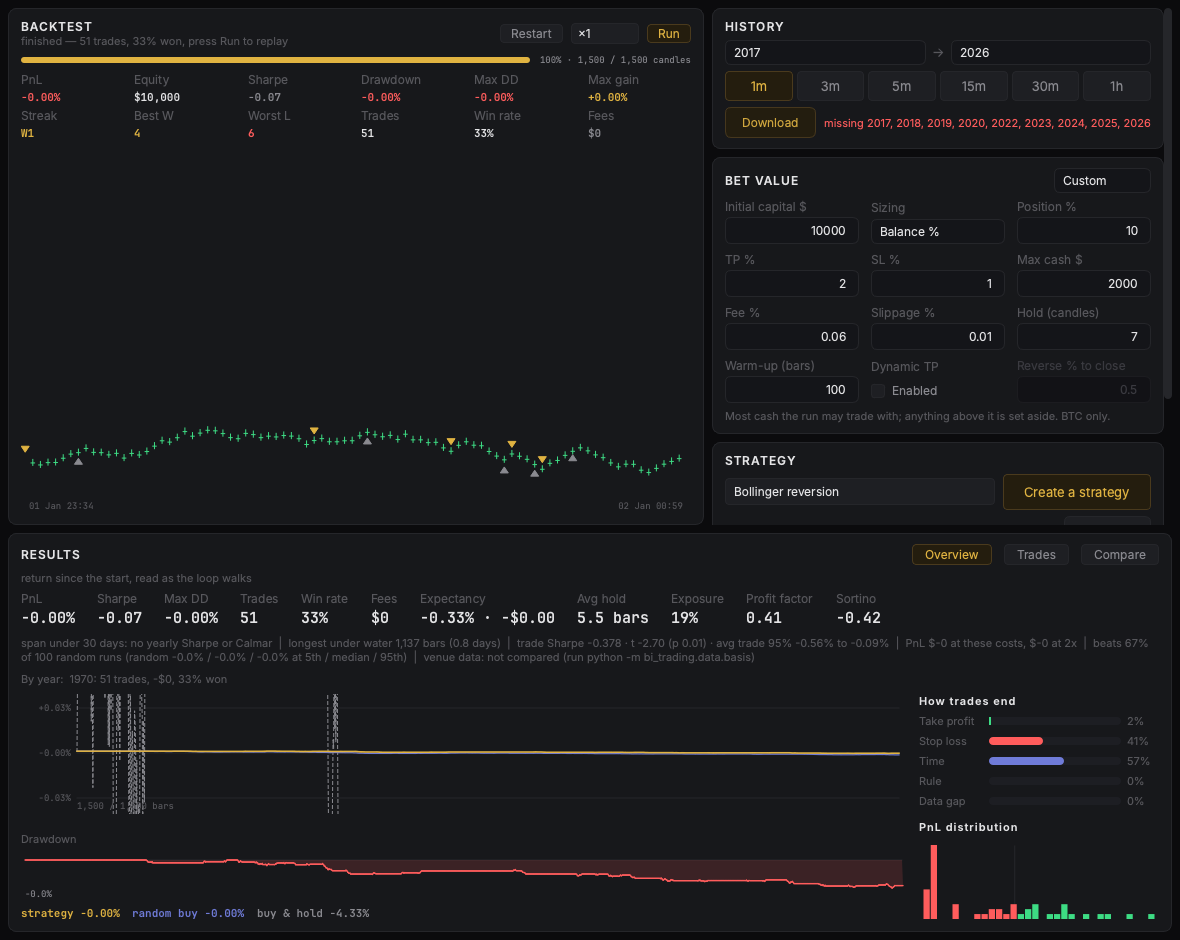 BACKTEST
finished — 51 trades, 33% won, press Run to replay
Restart ×1 Run
100% · 1,500 / 1,500 candles
PnL Equity Sharpe Drawdown Max DD Max gain
-0.00% $10,000 -0.07 -0.00% -0.00% +0.00%
Streak Best W Worst L Trades Win rate Fees
W1 4 6 51 33% $0
01 Jan 23:34 02 Jan 00:59
HISTORY
2017 → 2026
1m 3m 5m 15m 30m 1h
Download missing 2017, 2018, 2019, 2020, 2022, 2023, 2024, 2025, 2026
BET VALUE Custom
Initial capital $ Sizing Position %
10000 Balance % 10
TP % SL % Max cash $
2 1 2000
Fee % Slippage % Hold (candles)
0.06 0.01 7
Warm-up (bars) Dynamic TP Reverse % to close
100 Enabled 0.5
Most cash the run may trade with; anything above it is set aside. BTC only.
STRATEGY
Bollinger reversion Create a strategy
RESULTS Overview Trades Compare
return since the start, read as the loop walks
PnL Sharpe Max DD Trades Win rate Fees Expectancy Avg hold Exposure Profit factor Sortino
-0.00% -0.07 -0.00% 51 33% $0 -0.33% · -$0.00 5.5 bars 19% 0.41 -0.42
span under 30 days: no yearly Sharpe or Calmar | longest under water 1,137 bars (0.8 days) | trade Sharpe -0.378 · t -2.70 (p 0.01) · avg trade 95% -0.56% to -0.09% | PnL $-0 at these costs, $-0 at 2x | beats 67%
of 100 random runs (random -0.0% / -0.0% / -0.0% at 5th / median / 95th) | venue data: not compared (run python -m bi_trading.data.basis)
By year: 1970: 51 trades, -$0, 33% won
+0.03%
-0.00%
-0.03%
1,500 / 1,500 bars
Drawdown
-0.0%
strategy -0.00% random buy -0.00% buy & hold -4.33%
How trades end
Take profit 2%
Stop loss 41%
Time 57%
Rule 0%
Data gap 0%
PnL distribution